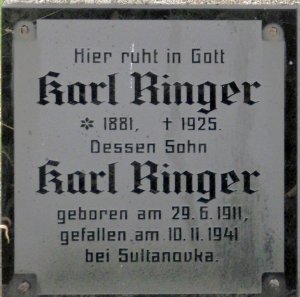 Hier ruht in Gott
Karl Ringer
✲ 1881, ✝ 1925.
Dessen Sohn
Karl Ringer
geboren am 29.6.1911,
gefallen am 10.11.1941
bei Sultanovka.